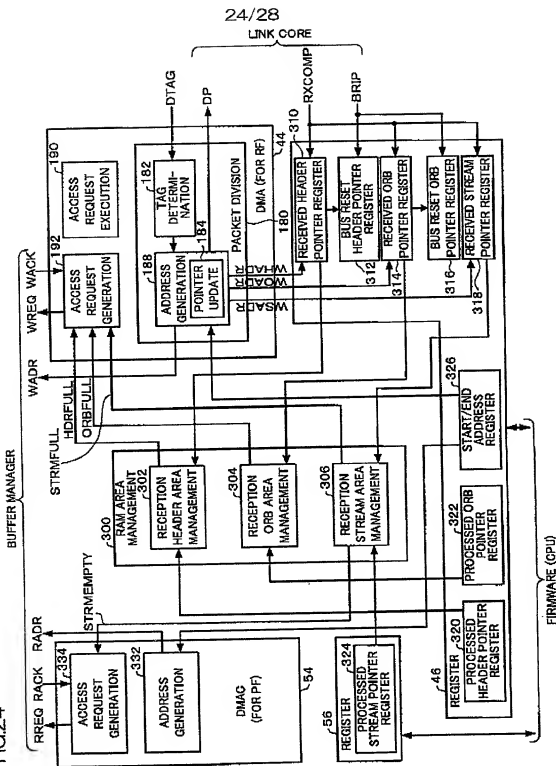 24/28
FIG.24
LINK CORE
BUFFER MANAGER
DTAG
DP
RXCOMP
BRIP
190
ACCESS
REQUEST
EXECUTION
182
TAG
DETERMI-
NATION
44
DMA (FOR RF)
PACKET DIVISION
180
184
POINTER
UPDATE
188
ADDRESS
GENERATION
192
ACCESS
REQUEST
GENERATION
WREQ WACK
WADR
HDRFULL
ORBFULL
STRMFULL
WHADR
WOADR
WSADR
310
RECEIVED HEADER
POINTER REGISTER
BUS RESET
HEADER POINTER
REGISTER
312
RECEIVED ORB
POINTER REGISTER
314
BUS RESET ORB
POINTER REGISTER
316
RECEIVED STREAM
POINTER REGISTER
318
300
RAM AREA
MANAGEMENT
302
RECEPTION
HEADER AREA
MANAGEMENT
304
RECEPTION
ORB AREA
MANAGEMENT
306
RECEPTION
STREAM AREA
MANAGEMENT
326
START/END
ADDRESS
REGISTER
STRMEMPTY
RADR
RREQ RACK
334
ACCESS
REQUEST
GENERATION
332
ADDRESS
GENERATION
DMAG
(FOR PF)
54
56
REGISTER
324
PROCESSED
STREAM POINTER
REGISTER
322
PROCESSED ORB
POINTER
REGISTER
46
REGISTER
320
PROCESSED
HEADER POINTER
REGISTER
FIRMWARE (CPU)